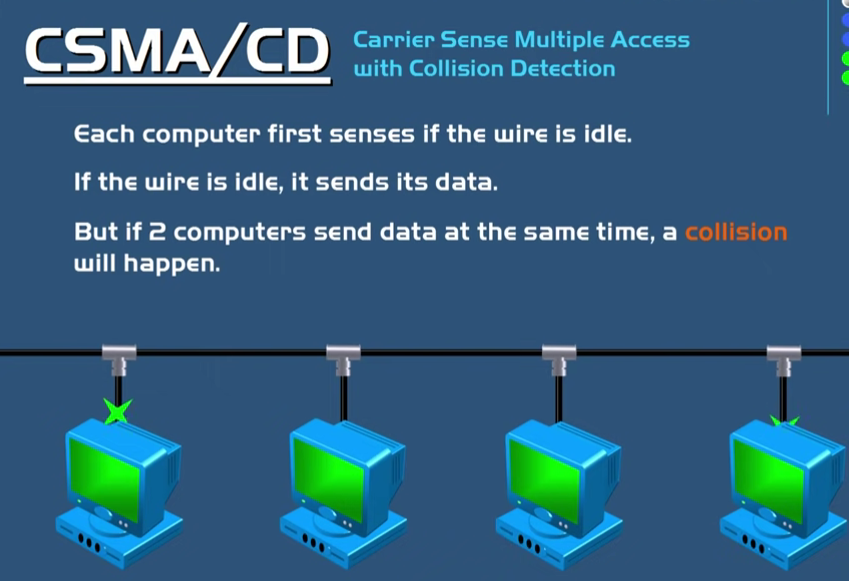 CSMA/CD
Carrier Sense Multiple Access
with Collision Detection
Each computer first senses if the wire is idle.
If the wire is idle, it sends its data.
But if 2 computers send data at the same time, a collision
will happen.